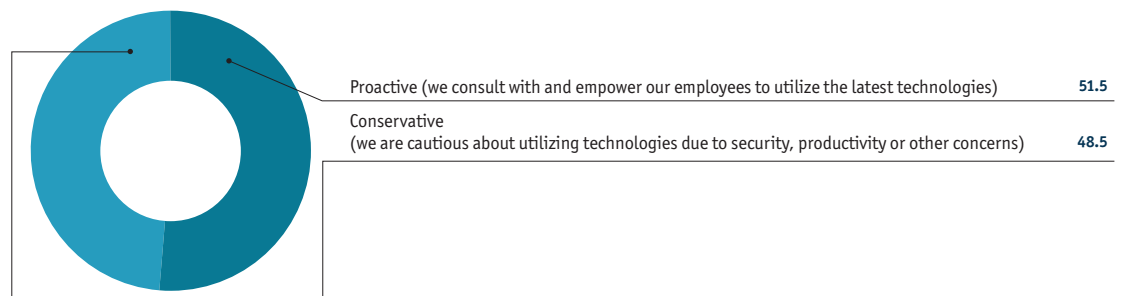 Proactive (we consult with and empower our employees to utilize the latest technologies) 51.5
Conservative
(we are cautious about utilizing technologies due to security, productivity or other concerns) 48.5